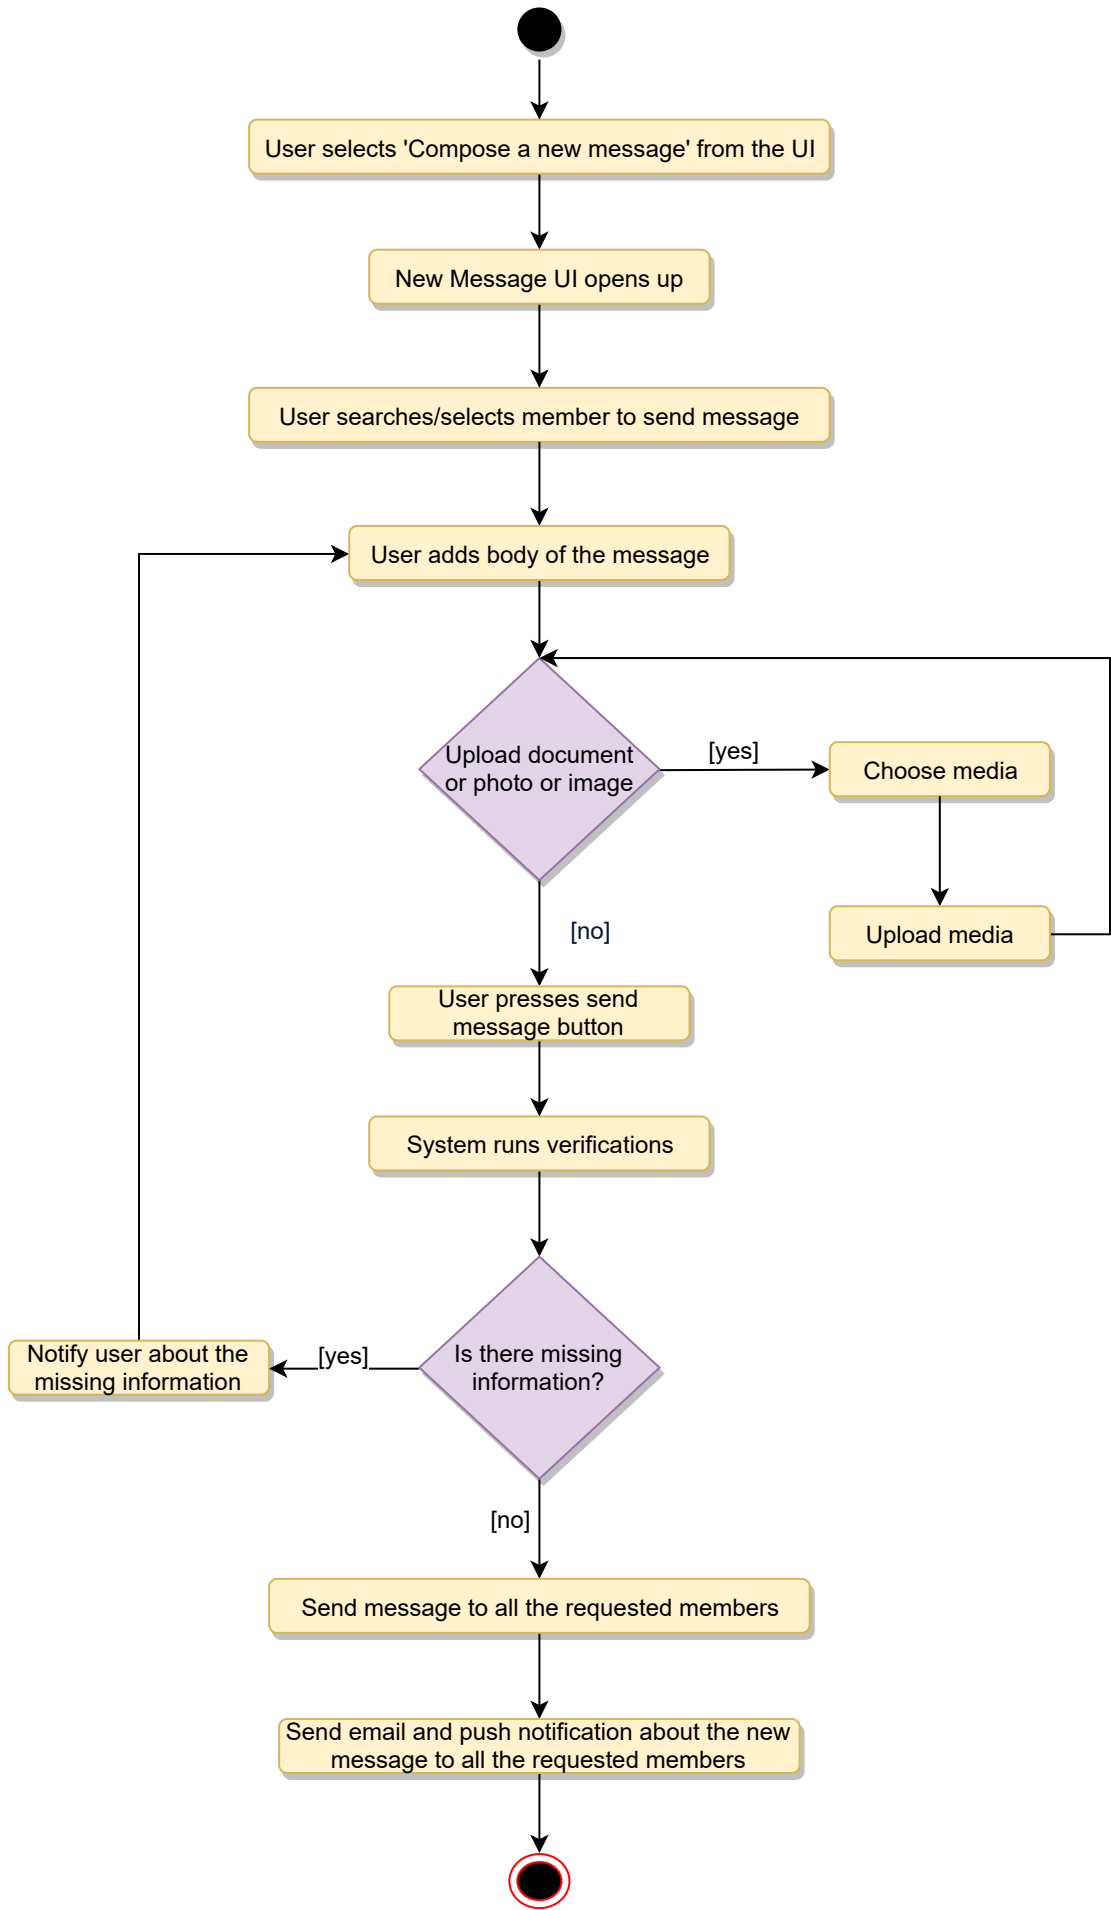 User selects 'Compose a new message' from the UI
New Message UI opens up
User searches/selects member to send message
User adds body of the message
Upload document
or photo or image
[yes]
Choose media
Upload media
[no]
User presses send
message button
System runs verifications
Is there missing
information?
[yes]
Notify user about the
missing information
[no]
Send message to all the requested members
Send email and push notification about the new
message to all the requested members